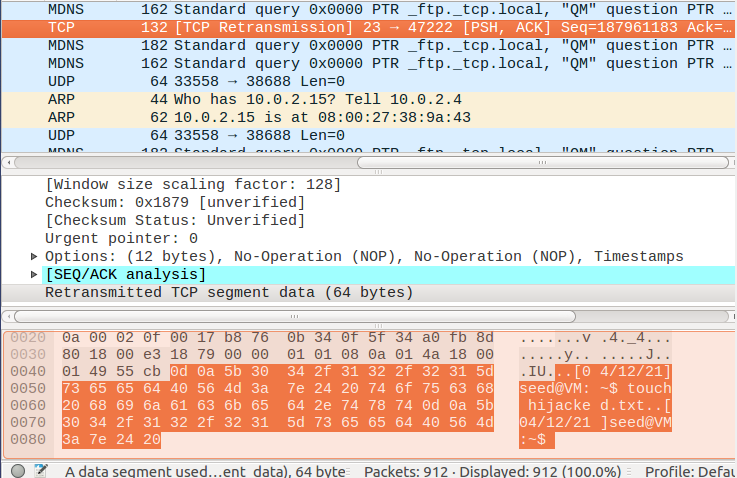 MDNS 162 Standard query 0x0000 PTR _ftp._tcp.local, "QM" question PTR …
TCP 132 [TCP Retransmission] 23 → 47222 [PSH, ACK] Seq=187961183 Ack=…
MDNS 182 Standard query 0x0000 PTR _ftp._tcp.local, "QM" question PTR …
MDNS 162 Standard query 0x0000 PTR _ftp._tcp.local, "QM" question PTR …
UDP 64 33558 → 38688 Len=0
ARP 44 Who has 10.0.2.15? Tell 10.0.2.4
ARP 62 10.0.2.15 is at 08:00:27:38:9a:43
UDP 64 33558 → 38688 Len=0
MDNS 182 Standard query 0x0000 PTR _ftp._tcp.local, "QM" question PTR
[Window size scaling factor: 128]
Checksum: 0x1879 [unverified]
[Checksum Status: Unverified]
Urgent pointer: 0
Options: (12 bytes), No-Operation (NOP), No-Operation (NOP), Timestamps
[SEQ/ACK analysis]
Retransmitted TCP segment data (64 bytes)
0020 0a 00 02 0f 00 17 b8 76 0b 34 0f 5f 34 a0 fb 8d .......v .4._4...
0030 80 18 00 e3 18 79 00 00 01 01 08 0a 01 4a 18 00 .....y.. .....J..
0040 01 49 55 cb 0d 0a 5b 30 34 2f 31 32 2f 32 31 5d .IU...[0 4/12/21]
0050 73 65 65 64 40 56 4d 3a 7e 24 20 74 6f 75 63 68 seed@VM: ~$ touch
0060 20 68 69 6a 61 63 6b 65 64 2e 74 78 74 0d 0a 5b hijacke d.txt..[
0070 30 34 2f 31 32 2f 32 31 5d 73 65 65 64 40 56 4d 04/12/21 ]seed@VM
0080 3a 7e 24 20 :~$
A data segment used…ent_data), 64 byte Packets: 912 · Displayed: 912 (100.0%) Profile: Defau